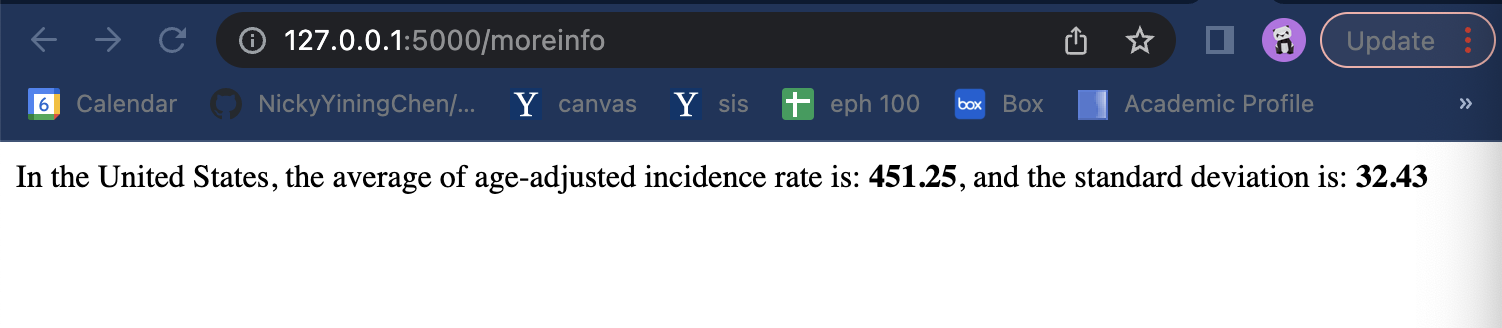 127.0.0.1:5000/moreinfo
Update
6 Calendar NickyYiningChen/... Y canvas Y sis eph 100 box Box Academic Profile »
In the United States, the average of age-adjusted incidence rate is: 451.25, and the standard deviation is: 32.43